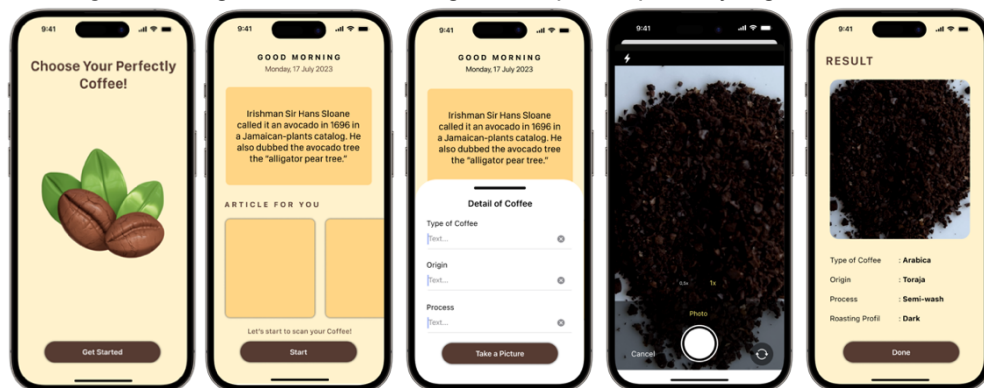 9:41
Choose Your Perfectly
Coffee!
Get Started
9:41
GOOD MORNING
Monday, 17 July 2023
Irishman Sir Hans Sloane
called it an avocado in 1696 in
a Jamaican-plants catalog. He
also dubbed the avocado tree
the "alligator pear tree."
ARTICLE FOR YOU
Let's start to scan your Coffee!
Start
9:41
GOOD MORNING
Monday, 17 July 2023
Irishman Sir Hans Sloane
called it an avocado in 1696 in
a Jamaican-plants catalog. He
also dubbed the avocado tree
the "alligator pear tree."
Detail of Coffee
Type of Coffee
Text...
Origin
Text...
Process
Text...
Take a Picture
9:41
0,5x 1x
Photo
Cancel
9:41
RESULT
Type of Coffee : Arabica
Origin : Toraja
Process : Semi-wash
Roasting Profil : Dark
Done